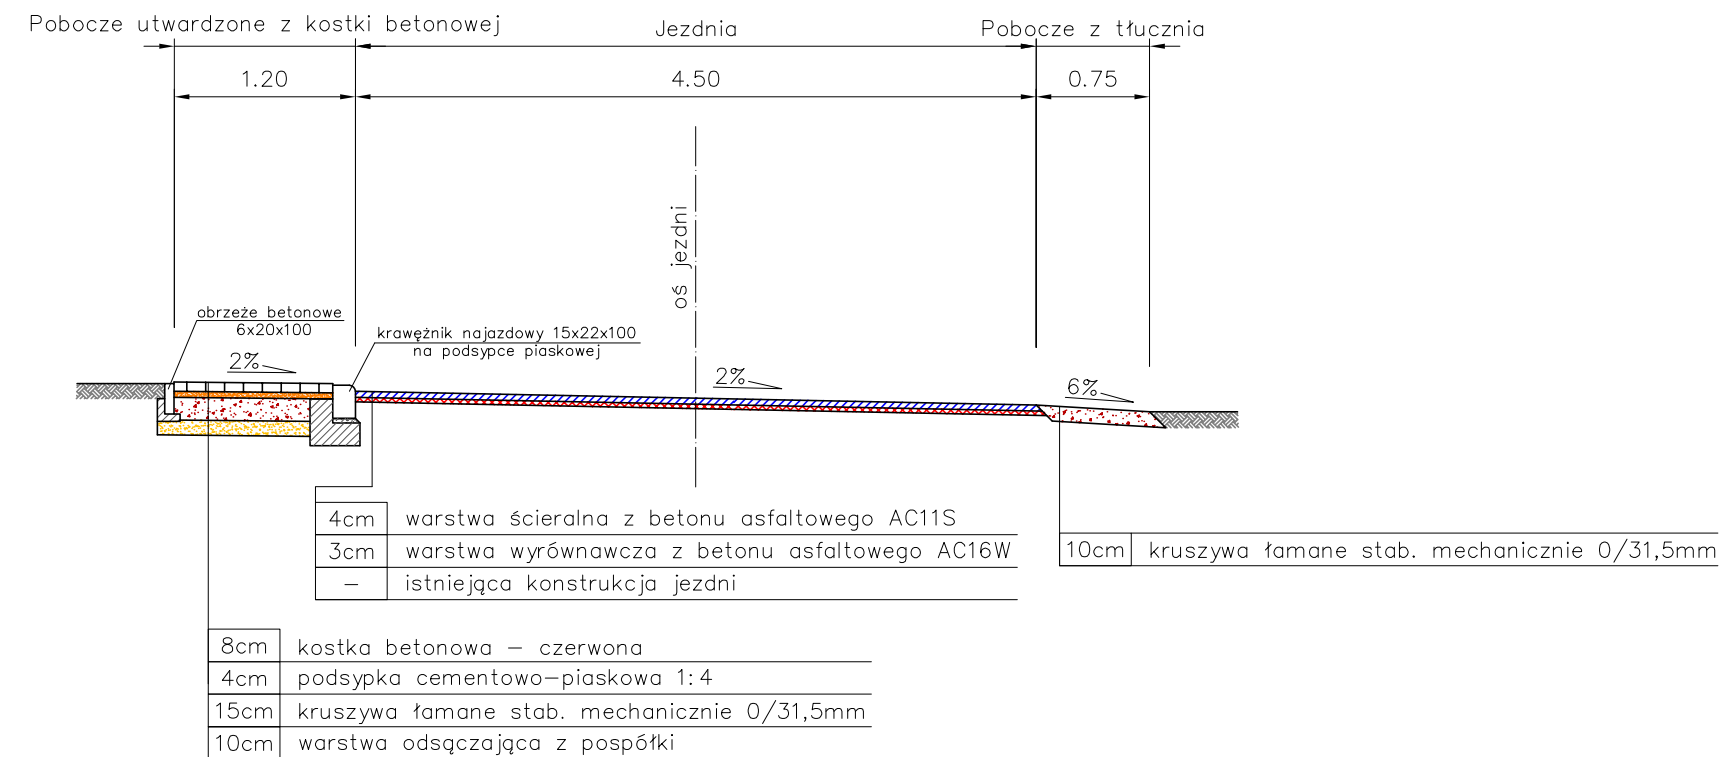 Pobocze utwardzone z kostki betonowej
Jezdnia
Pobocze z tłucznia
1.20
4.50
0.75
oś jezdni
obrzeże betonowe
6x20x100
krawężnik najazdowy 15x22x100
na podsypce piaskowej
2%
2%
6%
4cm warstwa ścieralna z betonu asfaltowego AC11S
3cm warstwa wyrównawcza z betonu asfaltowego AC16W
– istniejąca konstrukcja jezdni
10cm kruszywa łamane stab. mechanicznie 0/31,5mm
8cm kostka betonowa – czerwona
4cm podsypka cementowo–piaskowa 1:4
15cm kruszywa łamane stab. mechanicznie 0/31,5mm
10cm warstwa odsączająca z pospółki